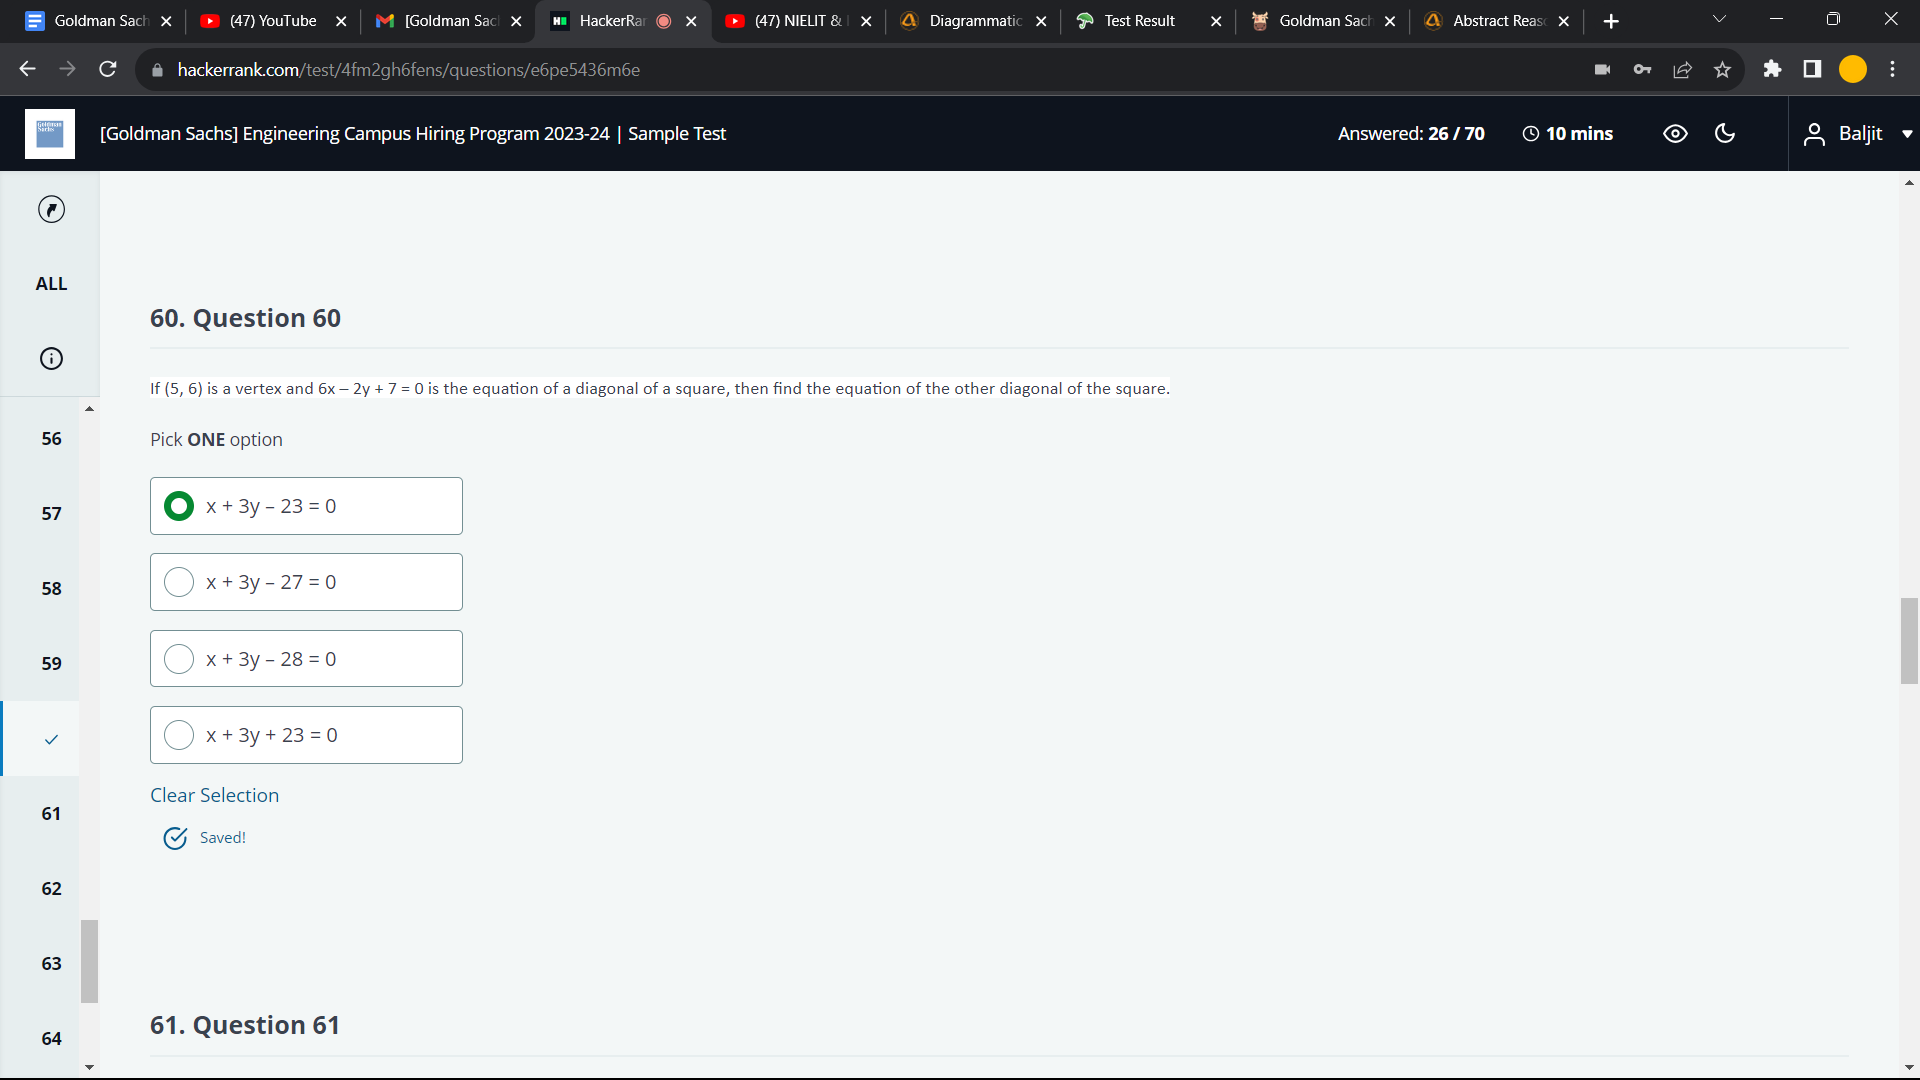 Goldman Sach
(47) YouTube
[Goldman Sac
HackerRan
(47) NIELIT &
Diagrammatic
Test Result
Goldman Sach
Abstract Reaso
hackerrank.com/test/4fm2gh6fens/questions/e6pe5436m6e
Goldman Sachs
[Goldman Sachs] Engineering Campus Hiring Program 2023-24 | Sample Test
Answered: 26 / 70
10 mins
Baljit
ALL
56
57
58
59
61
62
63
64
60. Question 60
If (5, 6) is a vertex and 6x – 2y + 7 = 0 is the equation of a diagonal of a square, then find the equation of the other diagonal of the square.
Pick ONE option
x + 3y – 23 = 0
x + 3y – 27 = 0
x + 3y – 28 = 0
x + 3y + 23 = 0
Clear Selection
Saved!
61. Question 61